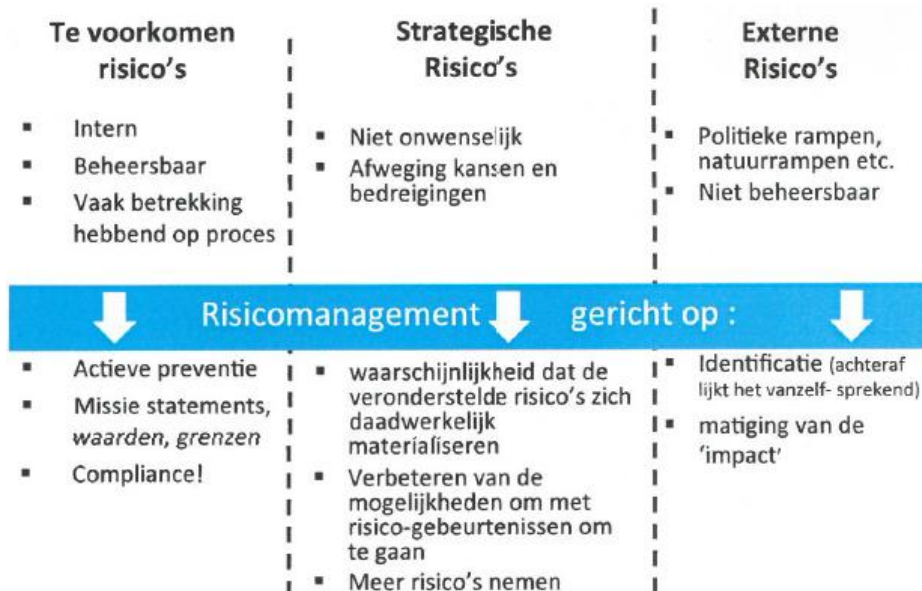 Te voorkomen
risico's
▪ Intern
▪ Beheersbaar
▪ Vaak betrekking
hebbend op proces
Strategische
Risico's
▪ Niet onwenselijk
▪ Afweging kansen en
bedreigingen
Externe
Risico's
▪ Politieke rampen,
natuurrampen etc.
▪ Niet beheersbaar
Risicomanagement gericht op :
▪ Actieve preventie
▪ Missie statements,
waarden, grenzen
▪ Compliance!
▪ waarschijnlijkheid dat de
veronderstelde risico's zich
daadwerkelijk
materialiseren
▪ Verbeteren van de
mogelijkheden om met
risico-gebeurtenissen om
te gaan
▪ Meer risico's nemen
▪ Identificatie (achteraf
lijkt het vanzelf- sprekend)
▪ matiging van de
'impact'